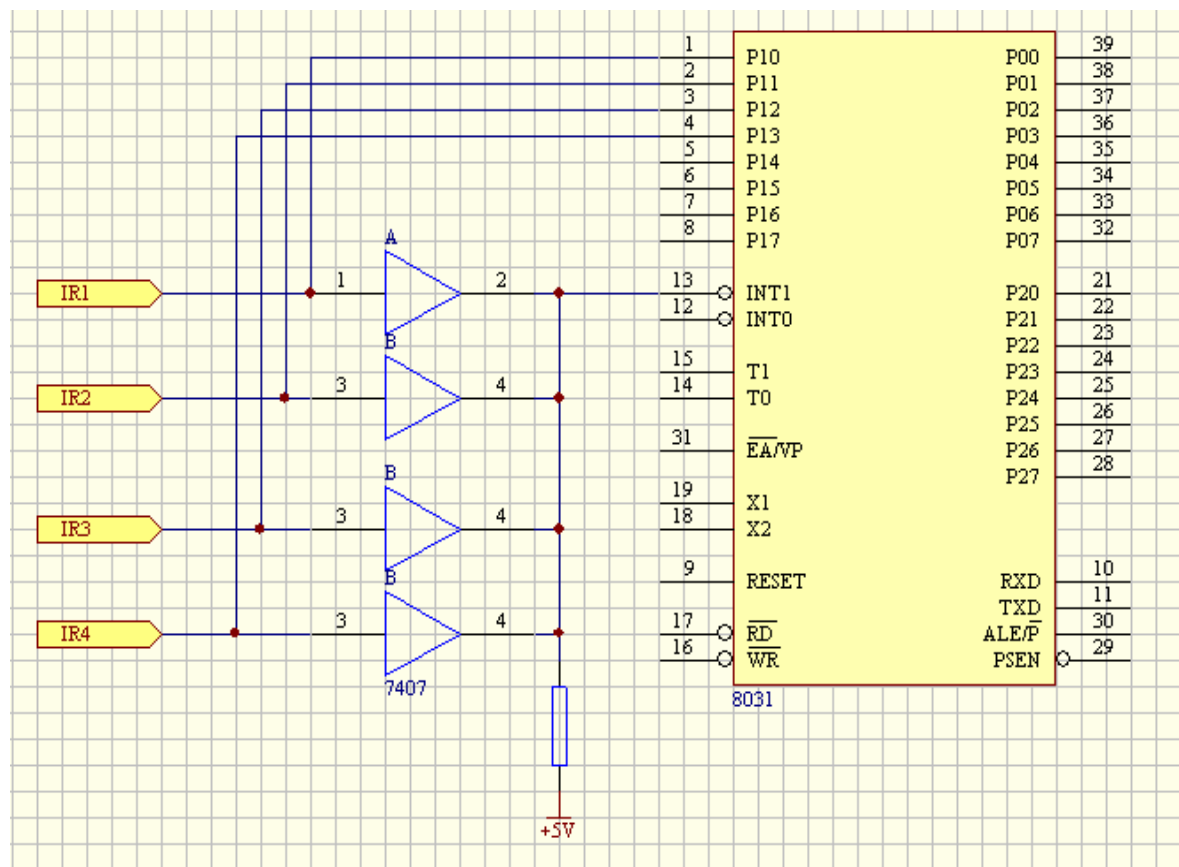 1 P10 P00 39
2 P11 P01 38
3 P12 P02 37
4 P13 P03 36
5 P14 P04 35
6 P15 P05 34
7 P16 P06 33
8 P17 P07 32
A
IR1 1 2 13 INT1 P20 21
12 INT0 P21 22
P22 23
B
15 T1 P23 24
IR2 3 4 14 T0 P24 25
P25 26
31 EA/VP P26 27
P27 28
B
19 X1
IR3 3 4 18 X2
B
9 RESET RXD 10
TXD 11
IR4 3 4 17 RD ALE/P 30
16 WR PSEN 29
7407
8031
+5V